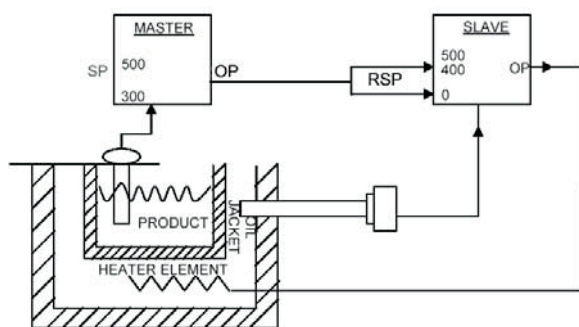 MASTER
SP
500
300
OP
RSP
SLAVE
500
400
0
OP
PRODUCT
OIL
JACKET
HEATER ELEMENT